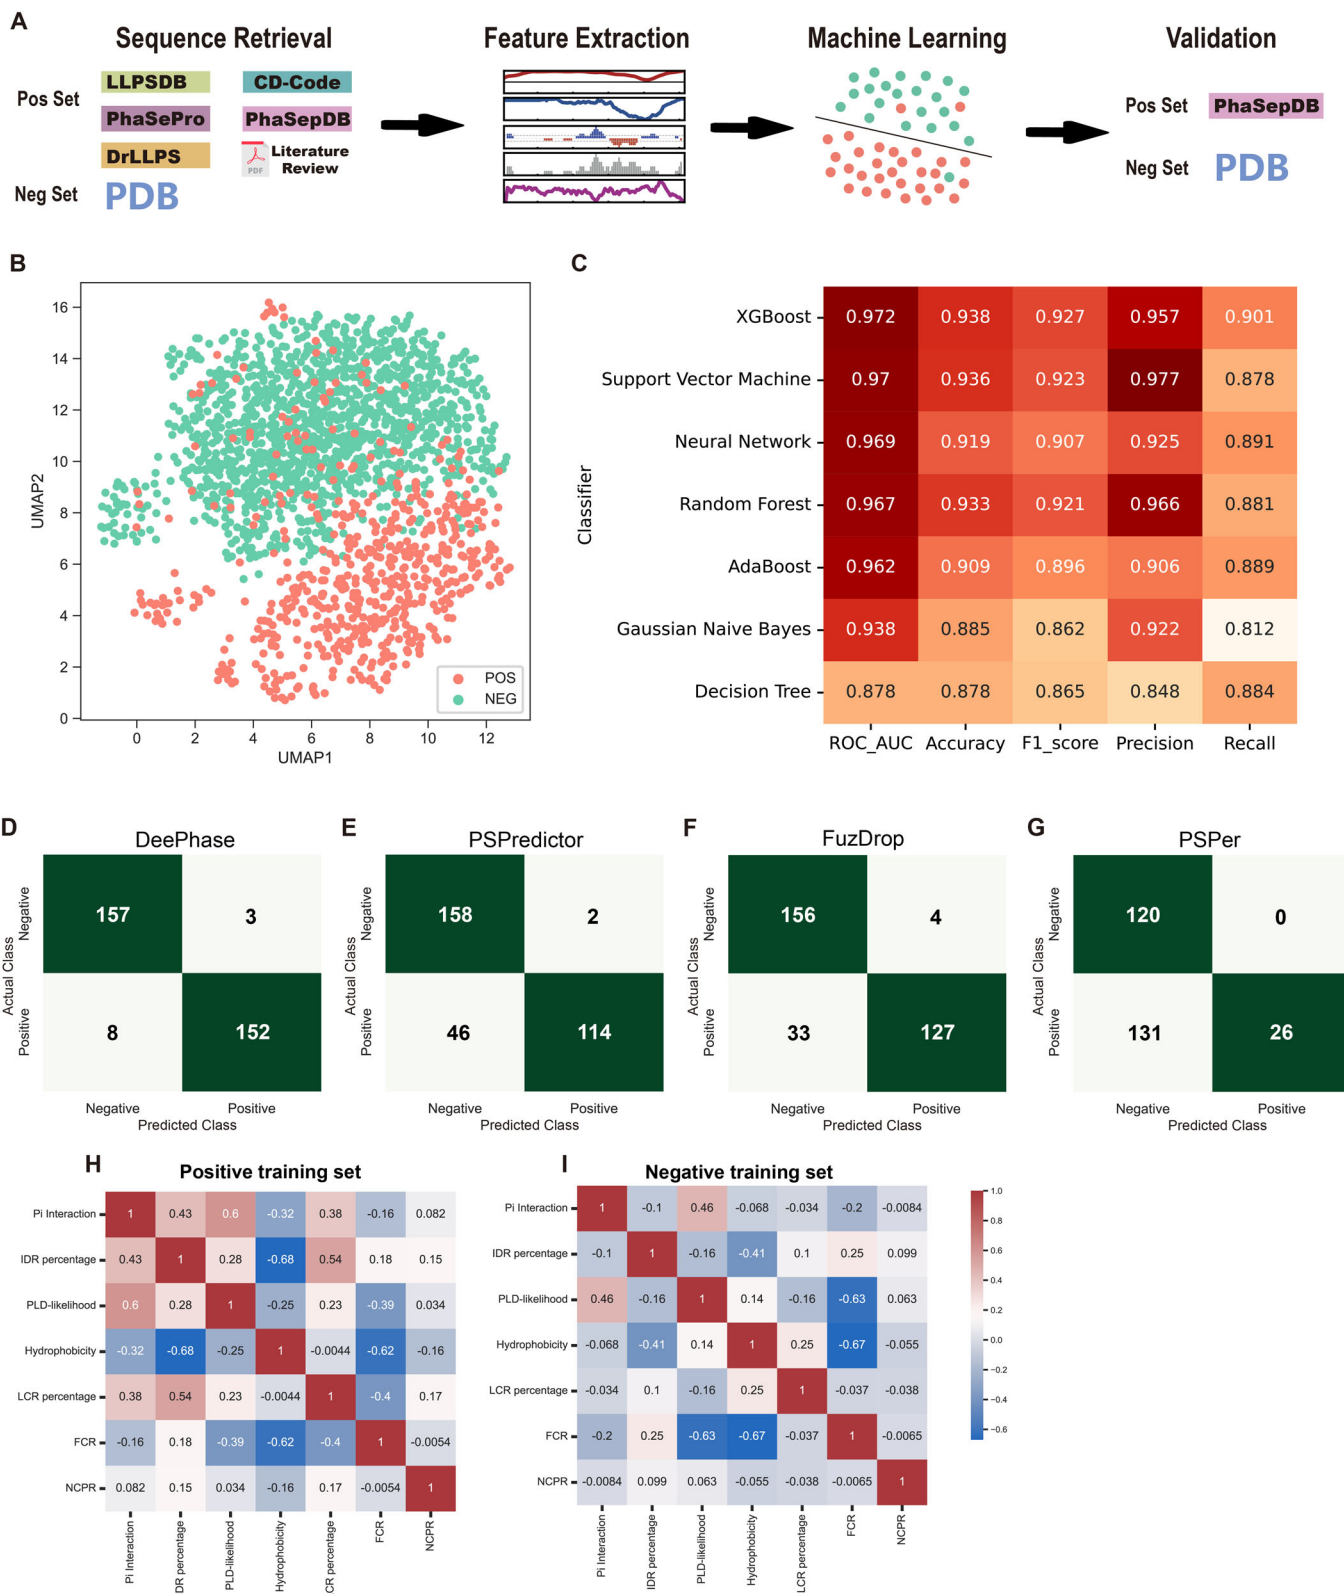 A
Sequence Retrieval
Feature Extraction
Machine Learning
Validation
Pos Set
LLPSDB
CD-Code
PhaSePro
PhaSepDB
DrLLPS
PDF
Literature
Review
Neg Set
PDB
Pos Set
PhaSepDB
Neg Set
PDB
B
UMAP2
16
14
12
10
8
6
4
2
0
0 2 4 6 8 10 12
UMAP1
POS
NEG
C
Classifier
XGBoost 0.972 0.938 0.927 0.957 0.901
Support Vector Machine 0.97 0.936 0.923 0.977 0.878
Neural Network 0.969 0.919 0.907 0.925 0.891
Random Forest 0.967 0.933 0.921 0.966 0.881
AdaBoost 0.962 0.909 0.896 0.906 0.889
Gaussian Naive Bayes 0.938 0.885 0.862 0.922 0.812
Decision Tree 0.878 0.878 0.865 0.848 0.884
ROC_AUC Accuracy F1_score Precision Recall
D
DeePhase
Actual Class
Negative
Positive
157 3
8 152
Negative Positive
Predicted Class
E
PSPredictor
Actual Class
Negative
Positive
158 2
46 114
Negative Positive
Predicted Class
F
FuzDrop
Actual Class
Negative
Positive
156 4
33 127
Negative Positive
Predicted Class
G
PSPer
Actual Class
Negative
Positive
120 0
131 26
Negative Positive
Predicted Class
H
Positive training set
Pi Interaction 1 0.43 0.6 -0.32 0.38 -0.16 0.082
IDR percentage 0.43 1 0.28 -0.68 0.54 0.18 0.15
PLD-likelihood 0.6 0.28 1 -0.25 0.23 -0.39 0.034
Hydrophobicity -0.32 -0.68 -0.25 1 -0.0044 -0.62 -0.16
LCR percentage 0.38 0.54 0.23 -0.0044 1 -0.4 0.17
FCR -0.16 0.18 -0.39 -0.62 -0.4 1 -0.0054
NCPR 0.082 0.15 0.034 -0.16 0.17 -0.0054 1
Pi Interaction
DR percentage
PLD-likelihood
Hydrophobicity
CR percentage
FCR
NCPR
I
Negative training set
Pi Interaction 1 -0.1 0.46 -0.068 -0.034 -0.2 -0.0084
IDR percentage -0.1 1 -0.16 -0.41 0.1 0.25 0.099
PLD-likelihood 0.46 -0.16 1 0.14 -0.16 -0.63 0.063
Hydrophobicity -0.068 -0.41 0.14 1 0.25 -0.67 -0.055
LCR percentage -0.034 0.1 -0.16 0.25 1 -0.037 -0.038
FCR -0.2 0.25 -0.63 -0.67 -0.037 1 -0.0065
NCPR -0.0084 0.099 0.063 -0.055 -0.038 -0.0065 1
Pi Interaction
IDR percentage
PLD-likelihood
Hydrophobicity
LCR percentage
FCR
NCPR
1.0
0.8
0.6
0.4
0.2
0.0
-0.2
-0.4
-0.6